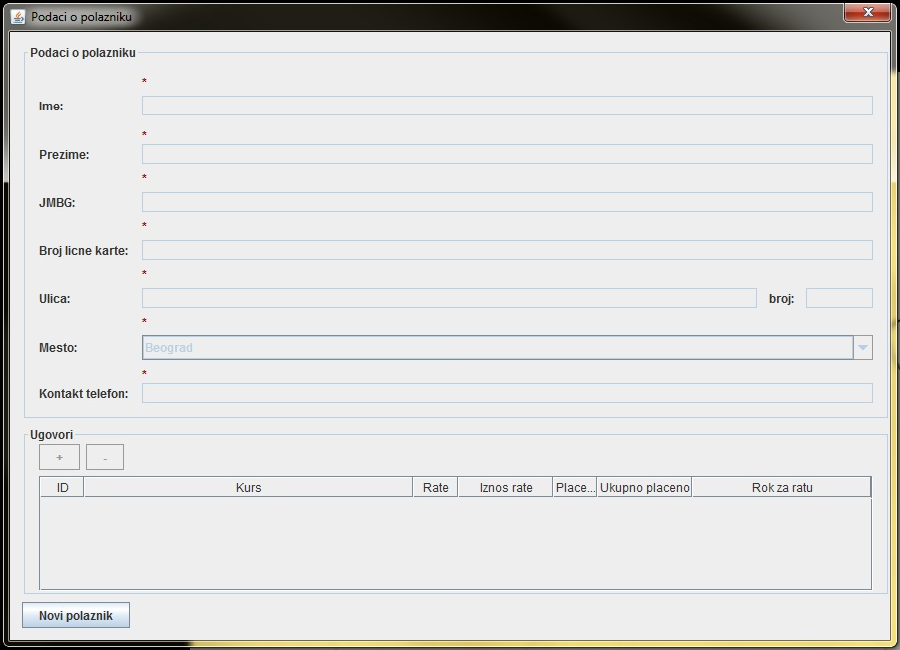 Podaci o polazniku
Podaci o polazniku
*
Ime:
*
Prezime:
*
JMBG:
*
Broj licne karte:
*
Ulica: broj:
*
Mesto: Beograd
*
Kontakt telefon:
Ugovori
+ -
ID Kurs Rate Iznos rate Place... Ukupno placeno Rok za ratu
Novi polaznik